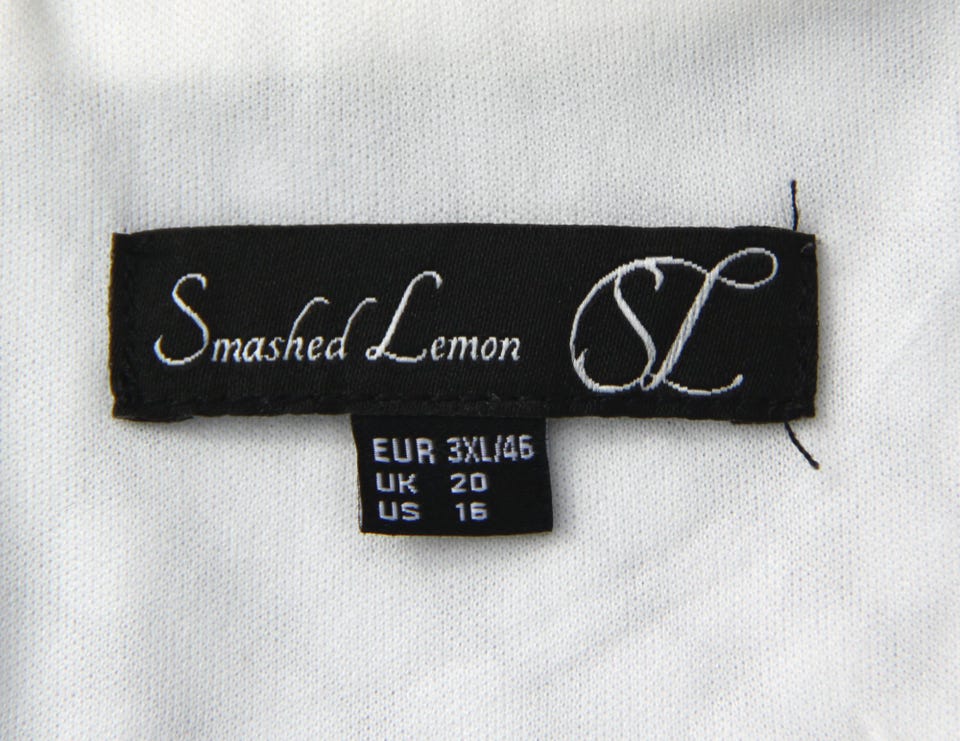 Smashed Lemon SL
EUR 3XL/46
UK 20
US 16